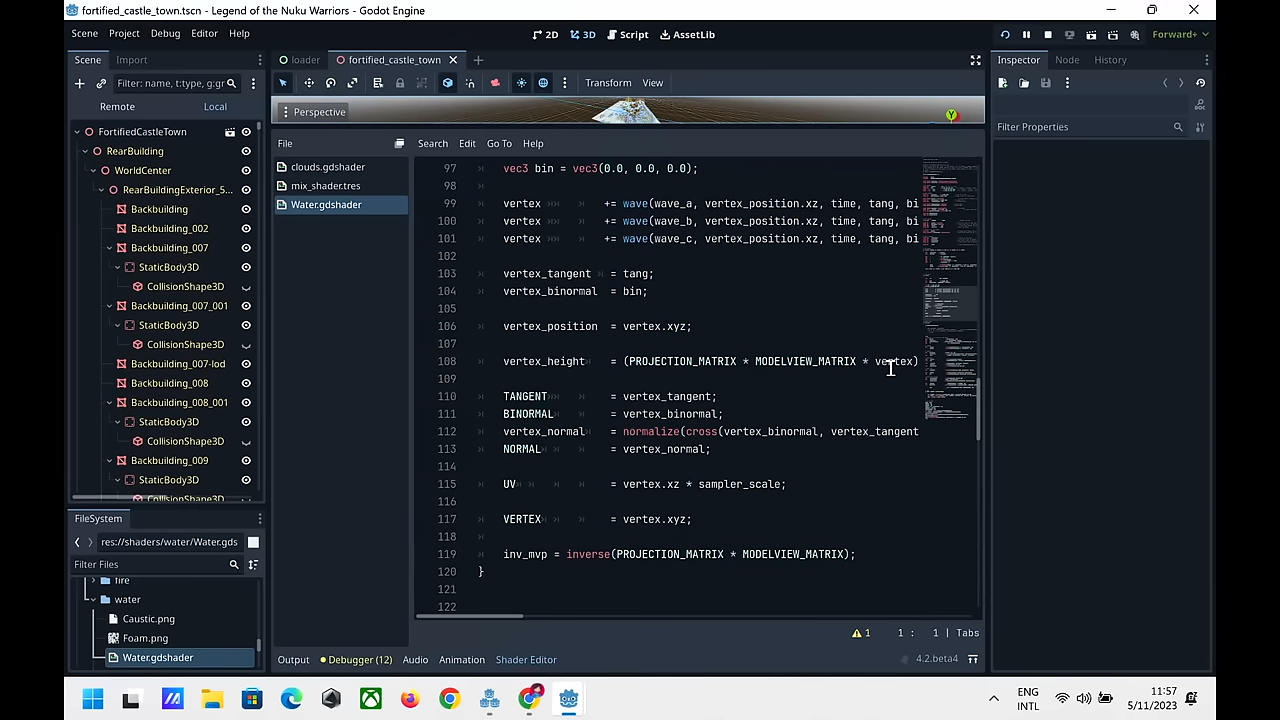 fortified_castle_town.tscn - Legend of the Nuku Warriors - Godot Engine
Scene Project Debug Editor Help
2D 3D Script AssetLib
Forward+
Scene Import
loader
fortified_castle_town
Inspector Node History
Filter: name, t:type, g:gr
Transform View
Remote Local
Perspective
Y
Filter Properties
FortifiedCastleTown
RearBuilding
WorldCenter
RearBuildingExterior_5...
Backbuilding
Backbuilding_002
Backbuilding_007
StaticBody3D
CollisionShape3D
Backbuilding_007_001
StaticBody3D
CollisionShape3D
Backbuilding_007-lod
Backbuilding_008
Backbuilding_008_001
StaticBody3D
CollisionShape3D
Backbuilding_009
StaticBody3D
CollisionShape3D
File
Search Edit Go To Help
clouds.gdshader
mix_shader.tres
Water.gdshader
97 vec3 bin = vec3(0.0, 0.0, 0.0);
98
99 vertex += wave(wave_a, vertex_position.xz, time, tang, bi
100 vertex += wave(wave_b, vertex_position.xz, time, tang, bi
101 vertex += wave(wave_c, vertex_position.xz, time, tang, bi
102
103 vertex_tangent = tang;
104 vertex_binormal = bin;
105
106 vertex_position = vertex.xyz;
107
108 vertex_height = (PROJECTION_MATRIX * MODELVIEW_MATRIX * vertex)
109
110 TANGENT = vertex_tangent;
111 BINORMAL = vertex_binormal;
112 vertex_normal = normalize(cross(vertex_binormal, vertex_tangent
113 NORMAL = vertex_normal;
114
115 UV = vertex.xz * sampler_scale;
116
117 VERTEX = vertex.xyz;
118
119 inv_mvp = inverse(PROJECTION_MATRIX * MODELVIEW_MATRIX);
120 }
121
122
1 1 : 1 | Tabs
FileSystem
res://shaders/water/Water.gds
Filter Files
fire
water
Caustic.png
Foam.png
Water.gdshader
Output Debugger (12) Audio Animation Shader Editor
4.2.beta4
ENG
INTL
11:57
5/11/2023